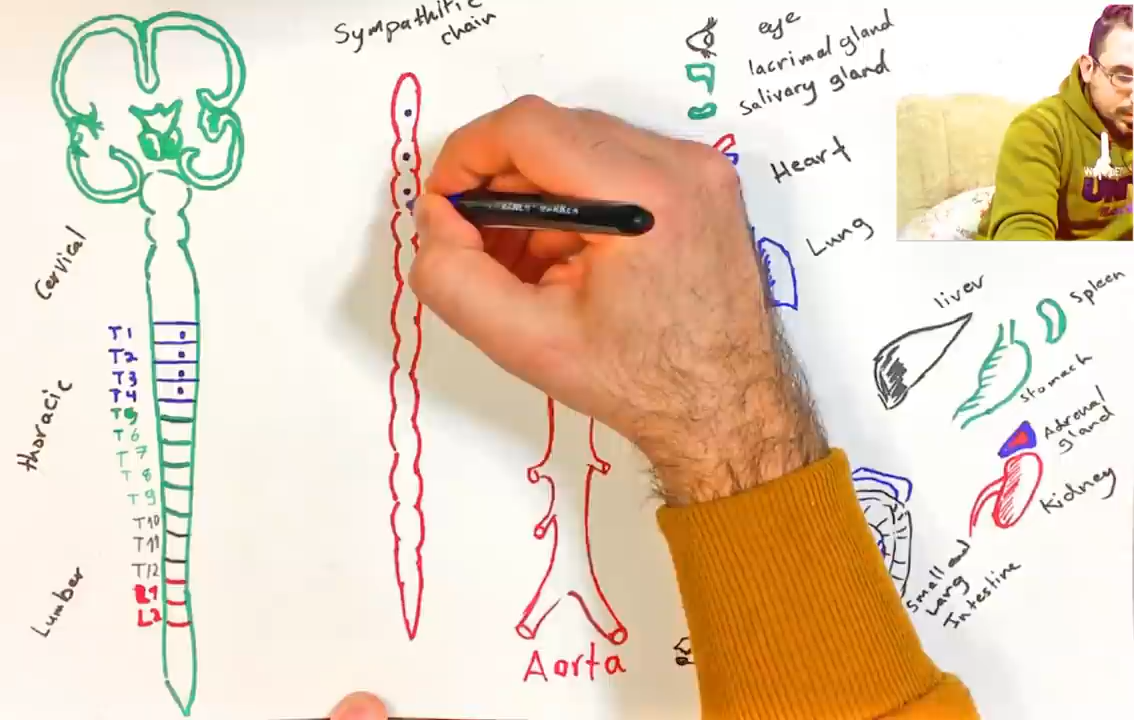 Sympathitic
chain
eye
lacrimal gland
Salivary gland
Heart
Lung
liver
Spleen
Stomach
Adrenal
gland
Kidney
Small and
Larg
Intestine
Cervical
thoracic
Lumber
T1
T2
T3
T4
T5
T6
T7
T8
T9
T10
T11
T12
L1
L2
Aorta